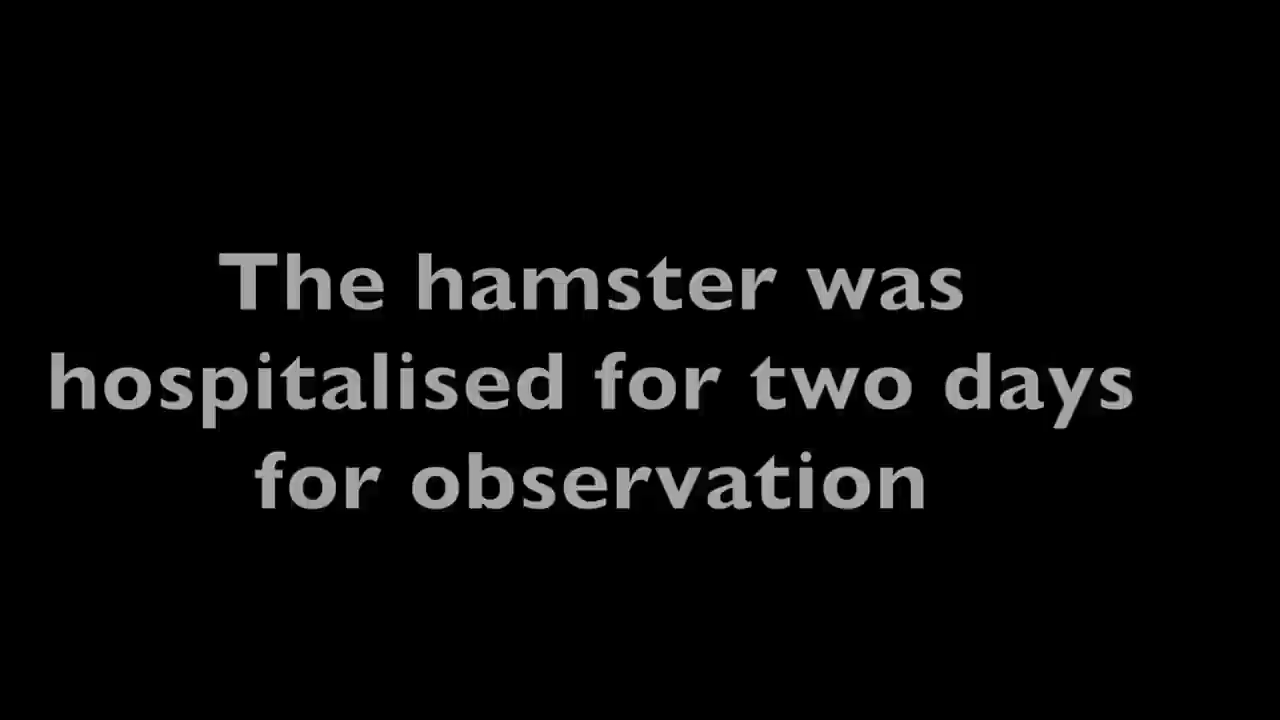 The hamster was
hospitalised for two days
for observation